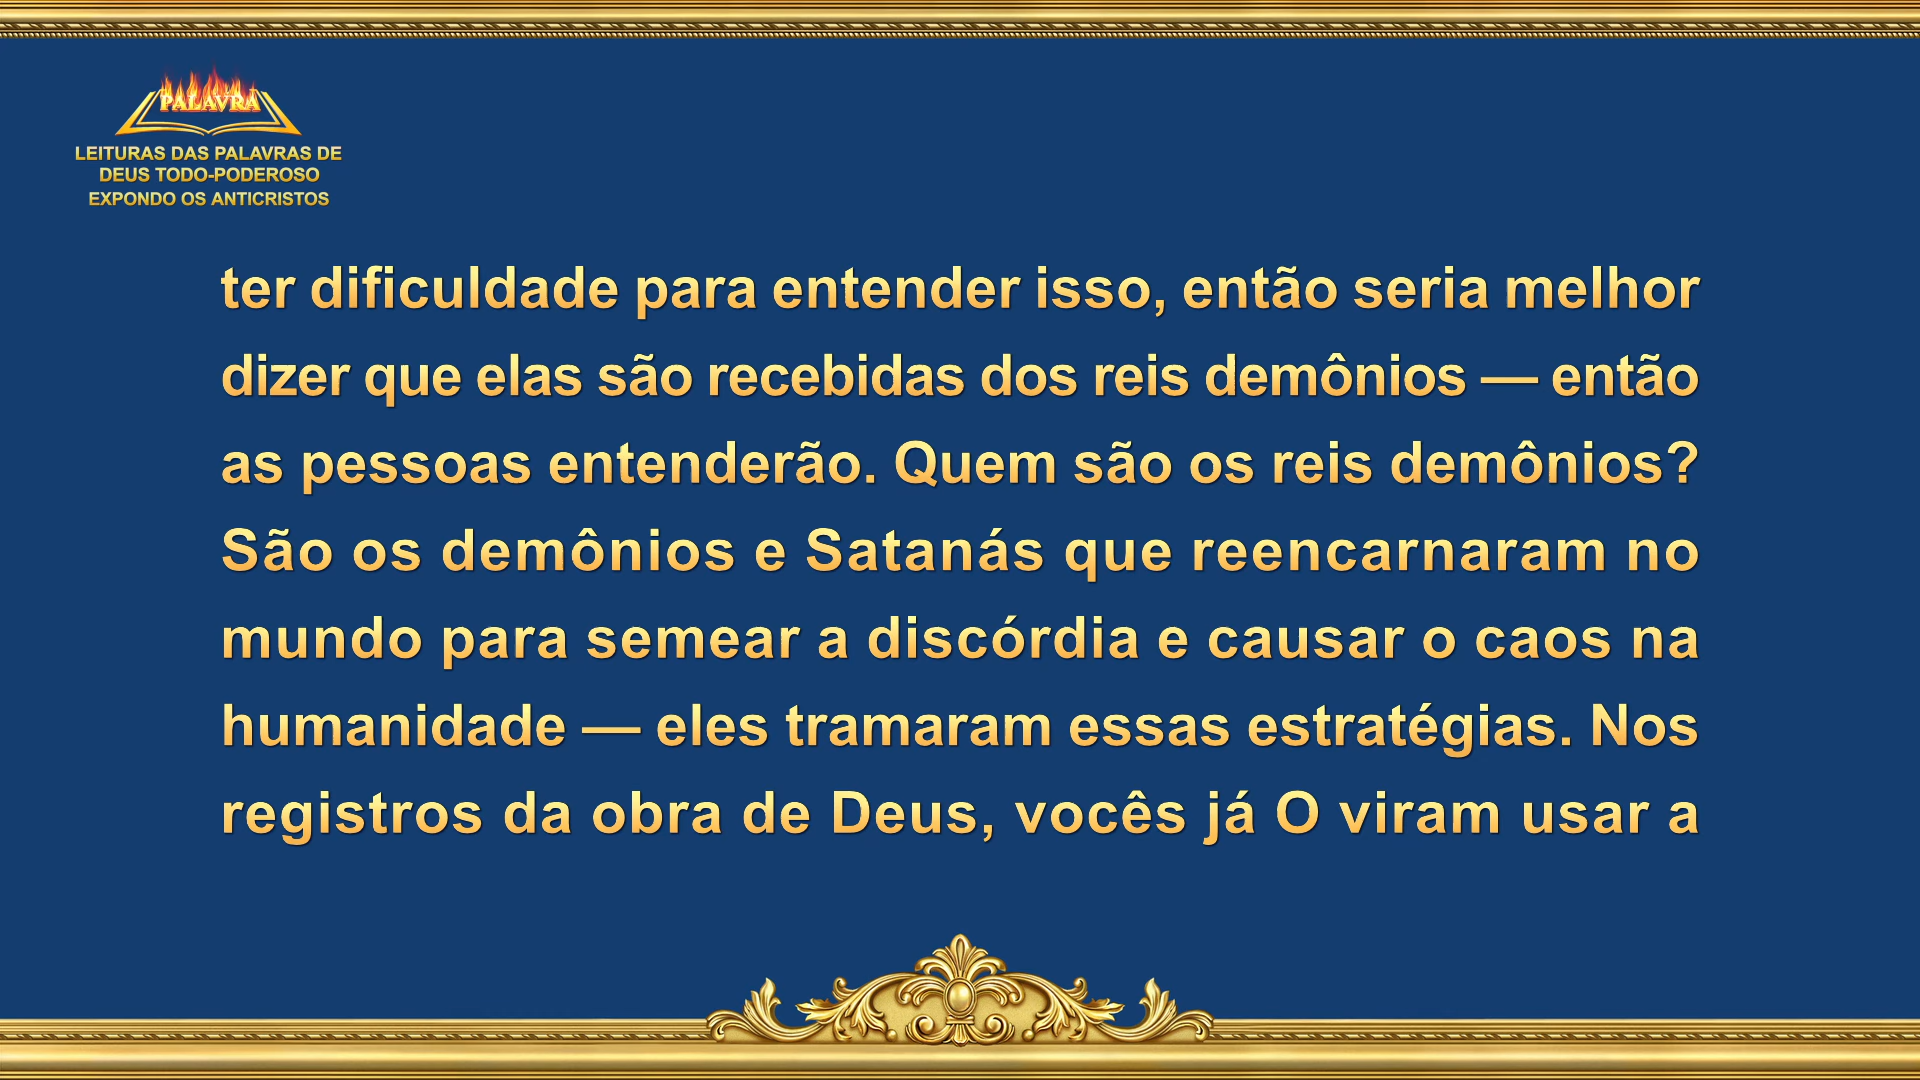 PALAVRA
LEITURAS DAS PALAVRAS DE
DEUS TODO-PODEROSO
EXPONDO OS ANTICRISTOS
ter dificuldade para entender isso, então seria melhor
dizer que elas são recebidas dos reis demônios — então
as pessoas entenderão. Quem são os reis demônios?
São os demônios e Satanás que reencarnaram no
mundo para semear a discórdia e causar o caos na
humanidade — eles tramaram essas estratégias. Nos
registros da obra de Deus, vocês já O viram usar a